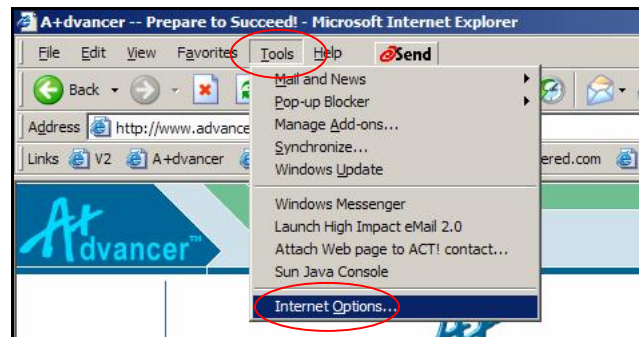 A+dvancer -- Prepare to Succeed! - Microsoft Internet Explorer
File Edit View Favorites Tools Help Send
Back
Address http://www.advance
Links V2 A+dvancer ered.com
Mail and News
Pop-up Blocker
Manage Add-ons...
Synchronize...
Windows Update
Windows Messenger
Launch High Impact eMail 2.0
Attach Web page to ACT! contact...
Sun Java Console
Internet Options...
A+dvancer™